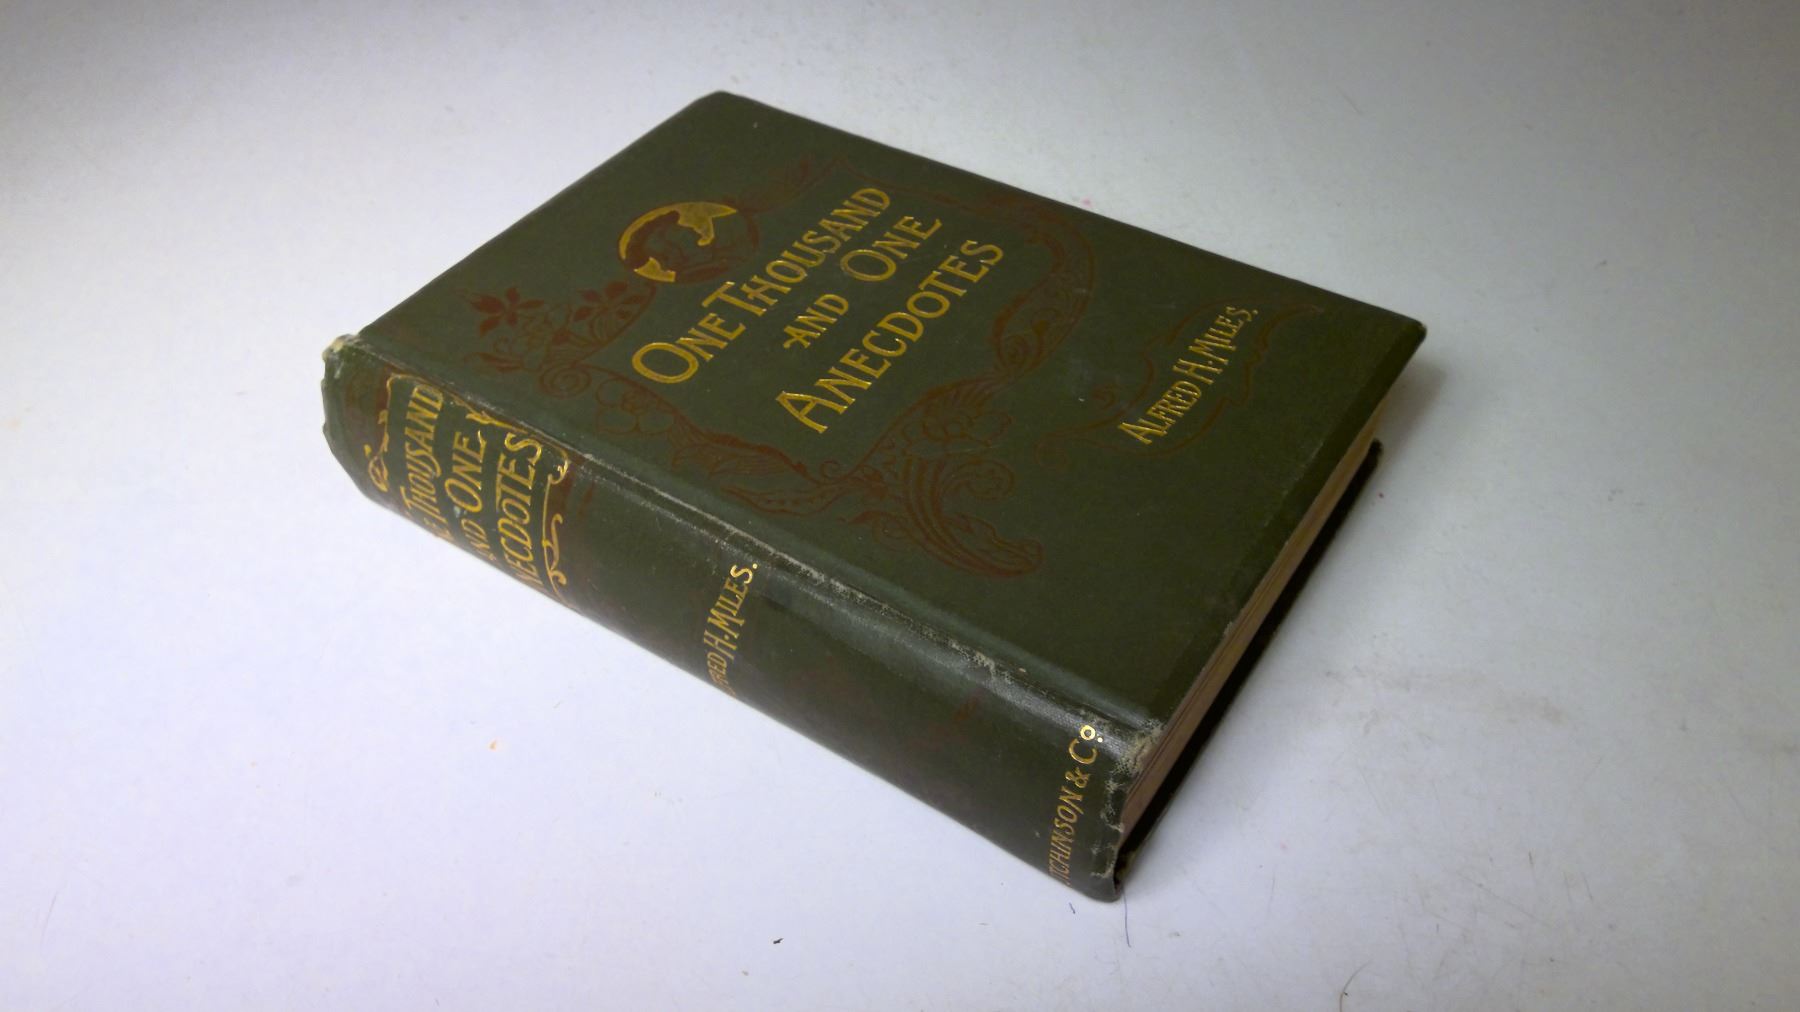 ONE THOUSAND
AND ONE
ANECDOTES
ALFRED H. MILES.
THOUSAND
AND ONE
ANECDOTES
ALFRED H. MILES.
HUTCHINSON & Co.